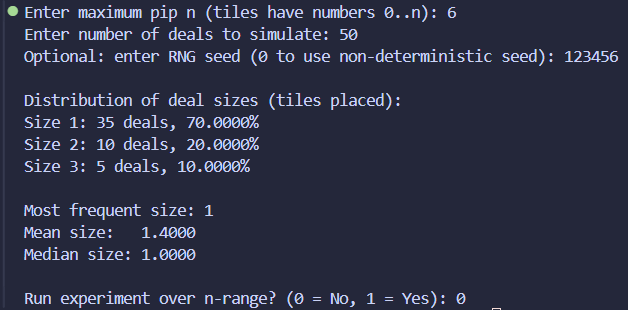 Enter maximum pip n (tiles have numbers 0..n): 6
Enter number of deals to simulate: 50
Optional: enter RNG seed (0 to use non-deterministic seed): 123456
Distribution of deal sizes (tiles placed):
Size 1: 35 deals, 70.0000%
Size 2: 10 deals, 20.0000%
Size 3: 5 deals, 10.0000%
Most frequent size: 1
Mean size:   1.4000
Median size: 1.0000
Run experiment over n-range? (0 = No, 1 = Yes): 0